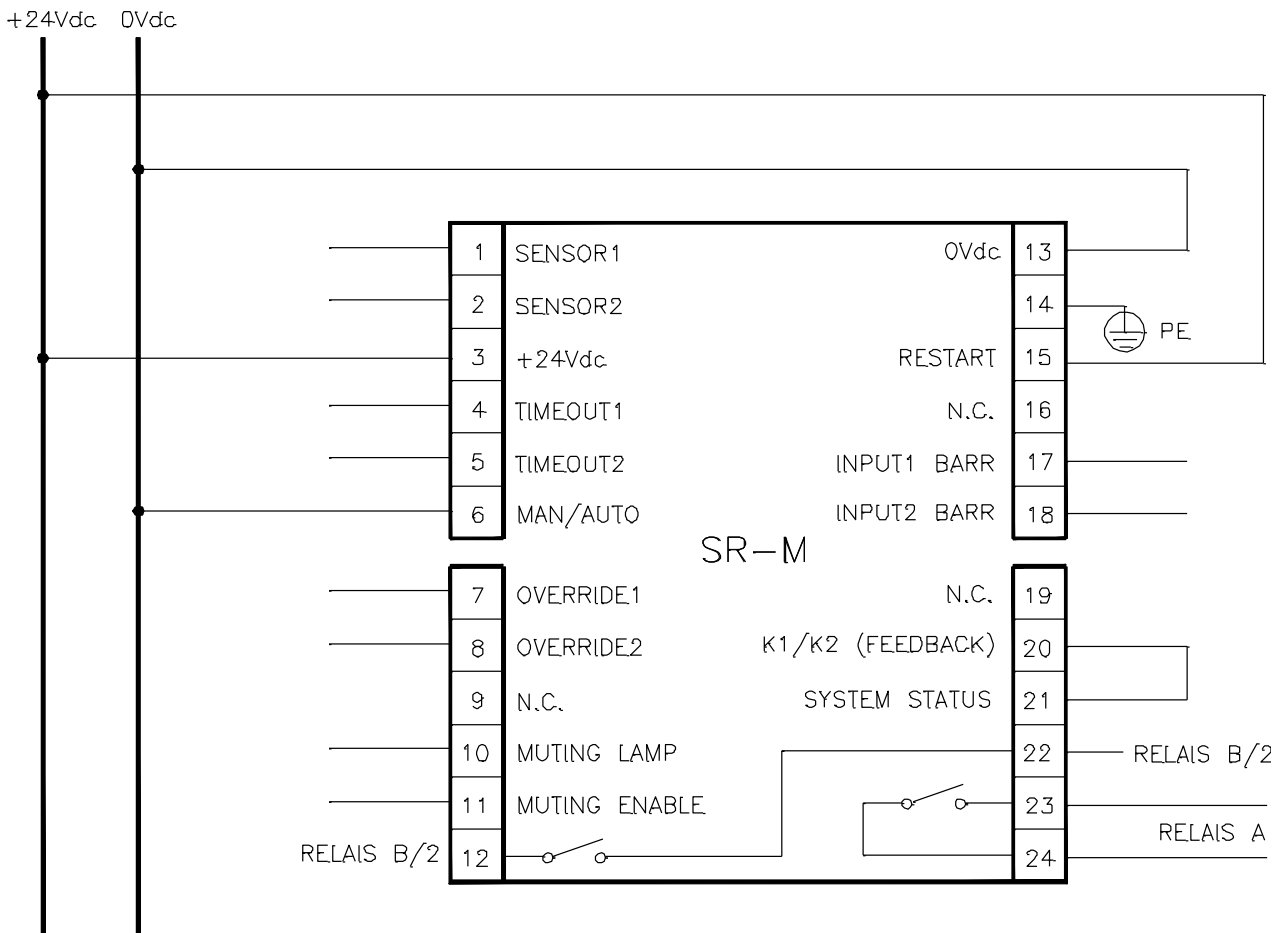 +24Vdc 0Vdc
1 SENSOR1 0Vdc 13
2 SENSOR2 14
PE
3 +24Vdc RESTART 15
4 TIMEOUT1 N.C. 16
5 TIMEOUT2 INPUT1 BARR 17
6 MAN/AUTO INPUT2 BARR 18
SR-M
7 OVERRIDE1 N.C. 19
8 OVERRIDE2 K1/K2 (FEEDBACK) 20
9 N.C. SYSTEM STATUS 21
10 MUTING LAMP 22 RELAIS B/2
11 MUTING ENABLE 23
RELAIS A
RELAIS B/2 12 24